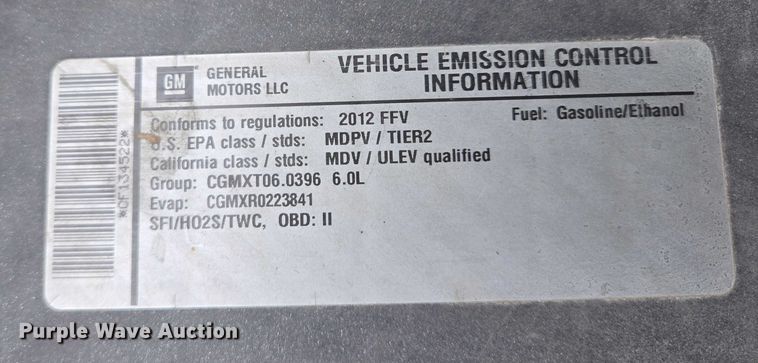 GM
GENERAL MOTORS LLC
VEHICLE EMISSION CONTROL
INFORMATION
Conforms to regulations: 2012 FFV
Fuel: Gasoline/Ethanol
U.S. EPA class / stds: MDPV / TIER2
California class / stds: MDV / ULEV qualified
Group: CGMXT06.0396 6.0L
Evap: CGMXR0223841
SFI/HO2S/TWC, OBD: II
*CF134522*
Purple Wave Auction